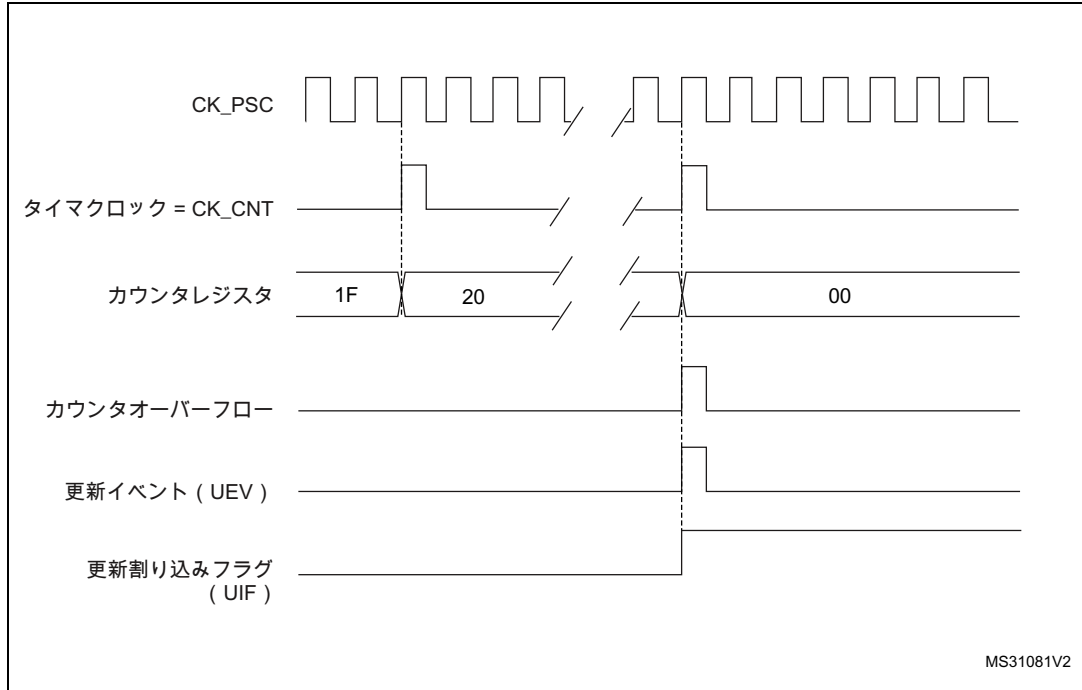 CK_PSC
タイマクロック = CK_CNT
カウンタレジスタ
1F
20
00
カウンタオーバーフロー
更新イベント ( UEV )
更新割り込みフラグ
( UIF )
MS31081V2